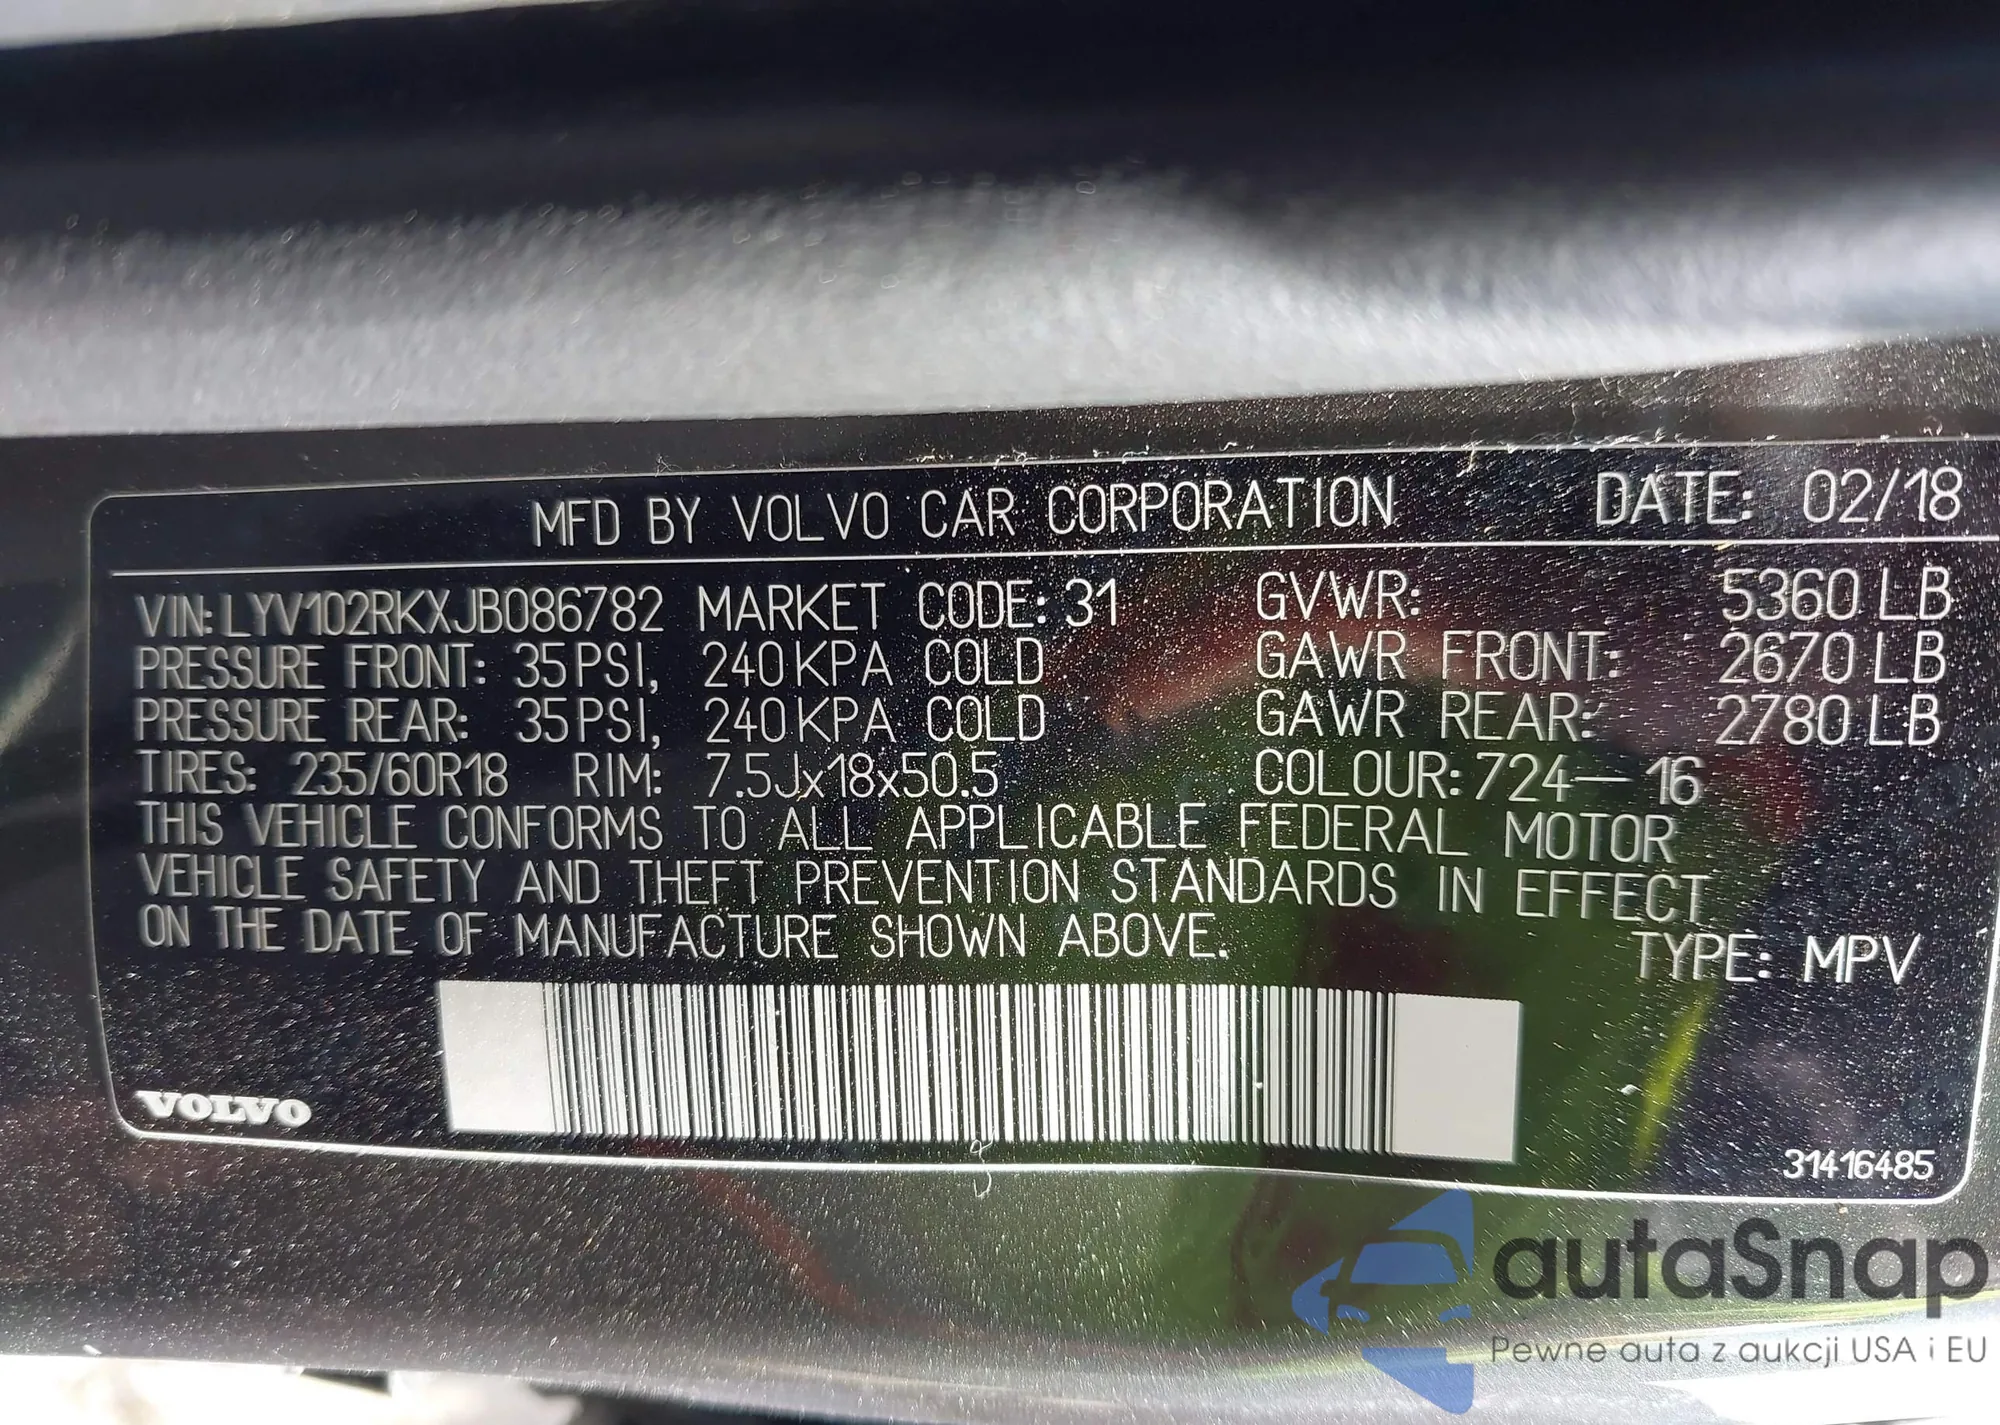 MFD BY VOLVO CAR CORPORATION DATE: 02/18
VIN: LYV102RKXJB086782 MARKET CODE: 31 GVWR: 5360 LB
PRESSURE FRONT: 35 PSI, 240 KPA COLD GAWR FRONT: 2670 LB
PRESSURE REAR: 35 PSI, 240 KPA COLD GAWR REAR: 2780 LB
TIRES: 235/60R18 RIM: 7.5Jx18x50.5 COLOUR: 724-16
THIS VEHICLE CONFORMS TO ALL APPLICABLE FEDERAL MOTOR
VEHICLE SAFETY AND THEFT PREVENTION STANDARDS IN EFFECT
ON THE DATE OF MANUFACTURE SHOWN ABOVE.
TYPE: MPV
VOLVO
31416485
autaSnap
Pewne auta z aukcji USA i EU